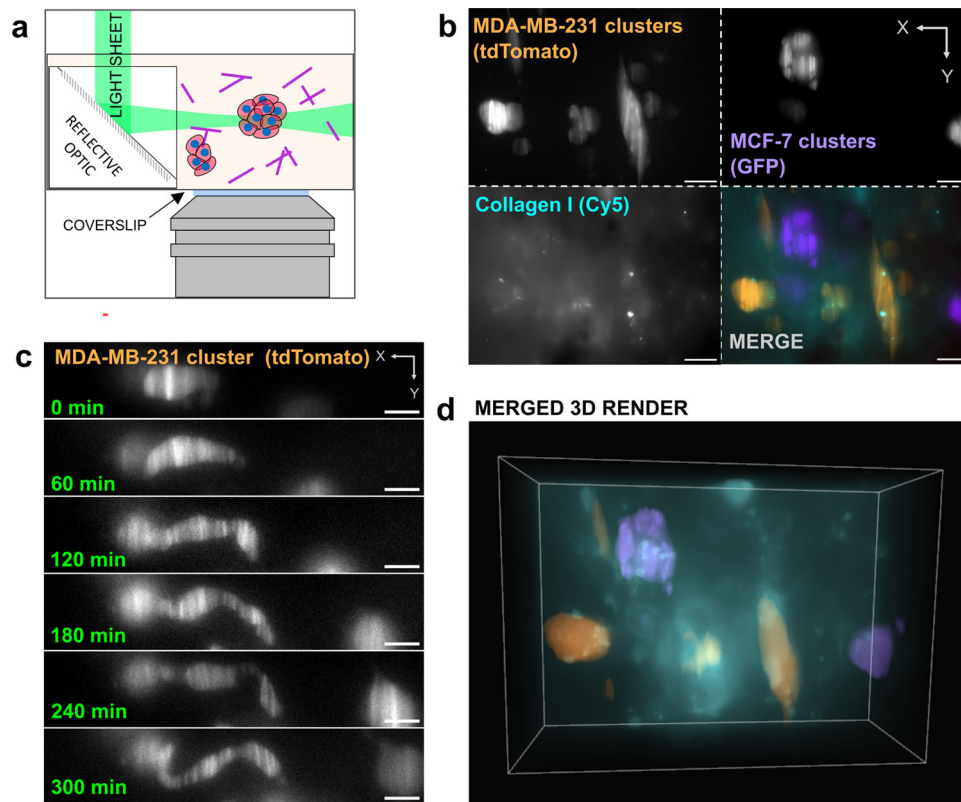 a
LIGHT SHEET
REFLECTIVE
OPTIC
COVERSLIP
b
MDA-MB-231 clusters
(tdTomato)
X
Y
MCF-7 clusters
(GFP)
Collagen I (Cy5)
MERGE
c
MDA-MB-231 cluster (tdTomato)
X
Y
0 min
60 min
120 min
180 min
240 min
300 min
d
MERGED 3D RENDER